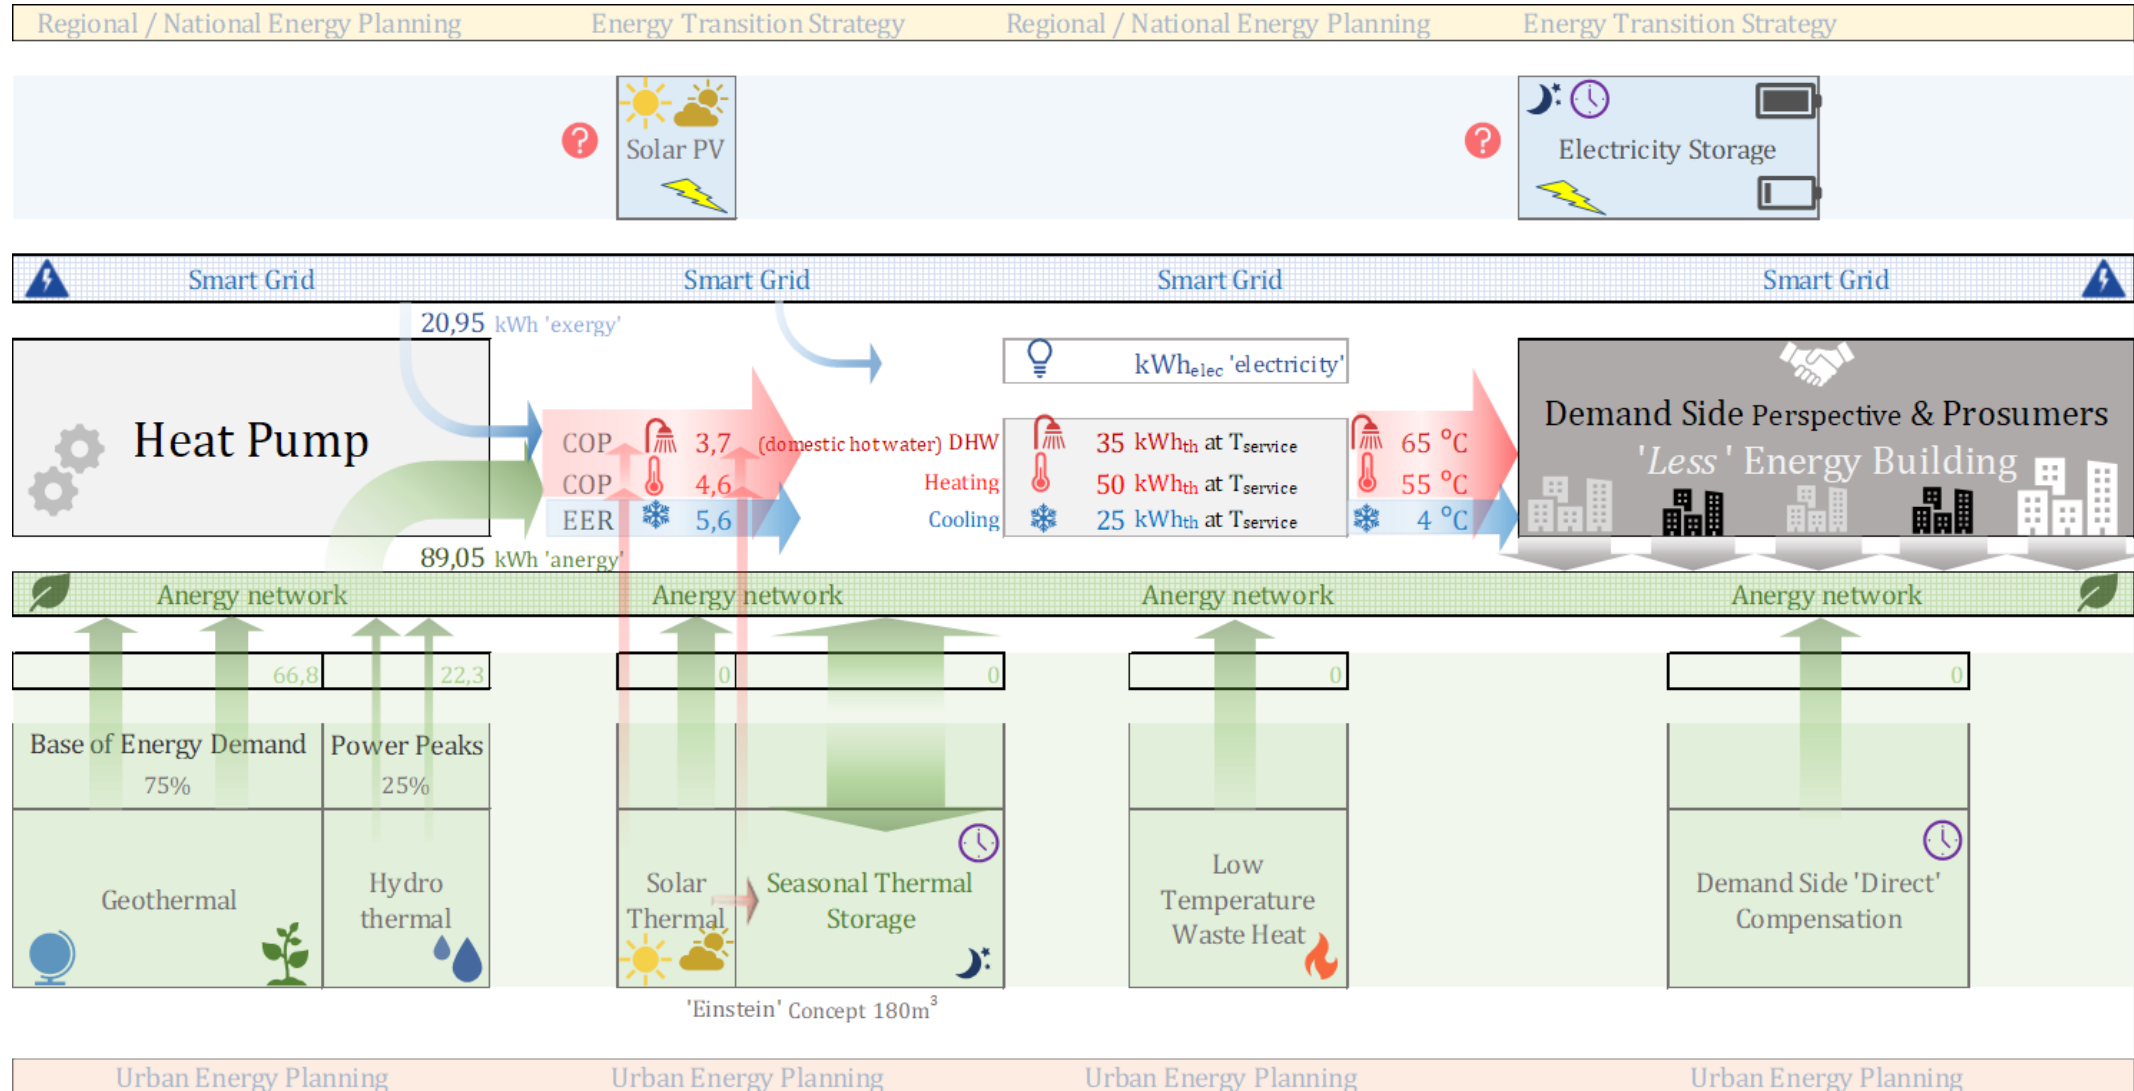 Regional / National Energy Planning Energy Transition Strategy Regional / National Energy Planning Energy Transition Strategy
?
Solar PV
?
Electricity Storage
Smart Grid Smart Grid Smart Grid Smart Grid
20,95 kWh 'exergy'
Heat Pump
kWhelec 'electricity'
COP 3,7 (domestic hot water) DHW 35 kWhth at Tservice 65 °C
COP 4,6 Heating 50 kWhth at Tservice 55 °C
EER 5,6 Cooling 25 kWhth at Tservice 4 °C
Demand Side Perspective & Prosumers
'Less ' Energy Building
89,05 kWh 'anergy'
Anergy network Anergy network Anergy network Anergy network
66,8 22,3 0 0 0 0
Base of Energy Demand
75%
Power Peaks
25%
Geothermal
Hydro
thermal
Solar
Thermal
Seasonal Thermal
Storage
Low
Temperature
Waste Heat
Demand Side 'Direct'
Compensation
'Einstein' Concept 180m³
Urban Energy Planning Urban Energy Planning Urban Energy Planning Urban Energy Planning